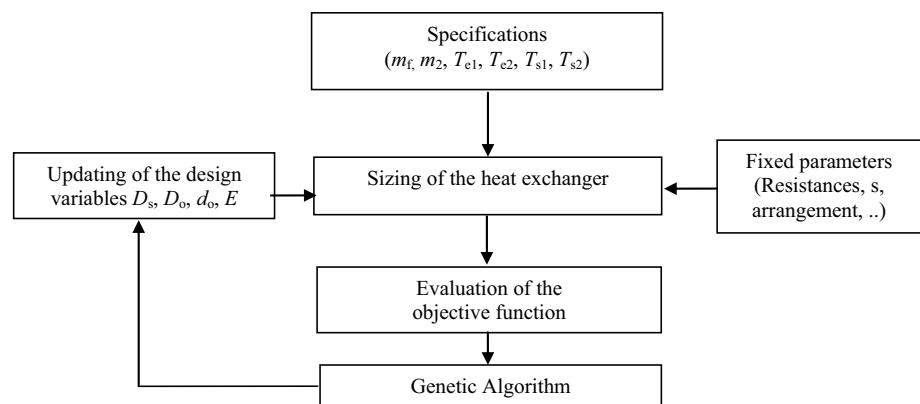 Specifications
(mf, m2, Te1, Te2, Ts1, Ts2)
Updating of the design
variables Ds, Do, do, E
Sizing of the heat exchanger
Fixed parameters
(Resistances, s,
arrangement, ..)
Evaluation of the
objective function
Genetic Algorithm